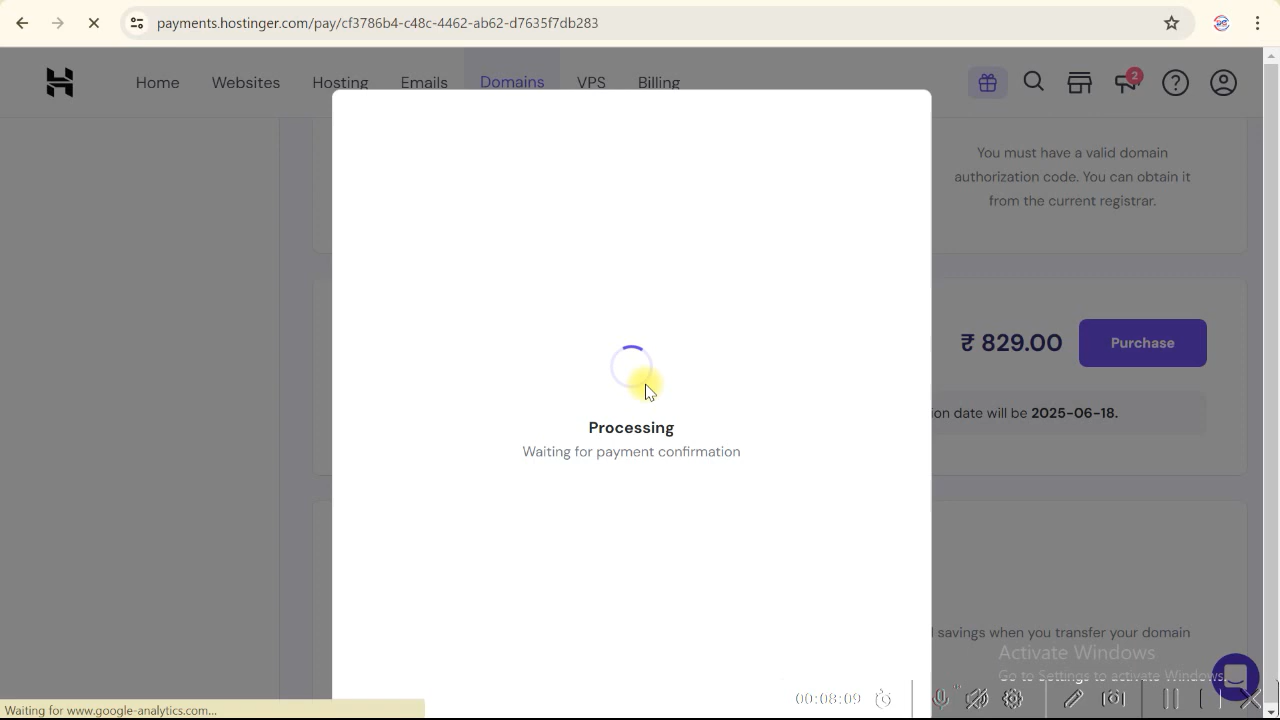 payments.hostinger.com/pay/cf3786b4-c48c-4462-ab62-d7635f7db283
Home Websites Hosting Emails Domains VPS Billing
2
You must have a valid domain
authorization code. You can obtain it
from the current registrar.
₹ 829.00 Purchase
ion date will be 2025-06-18.
Processing
Waiting for payment confirmation
savings when you transfer your domain
Activate Windows
Go to Settings to activate Windows.
00:08:09
Waiting for www.google-analytics.com...